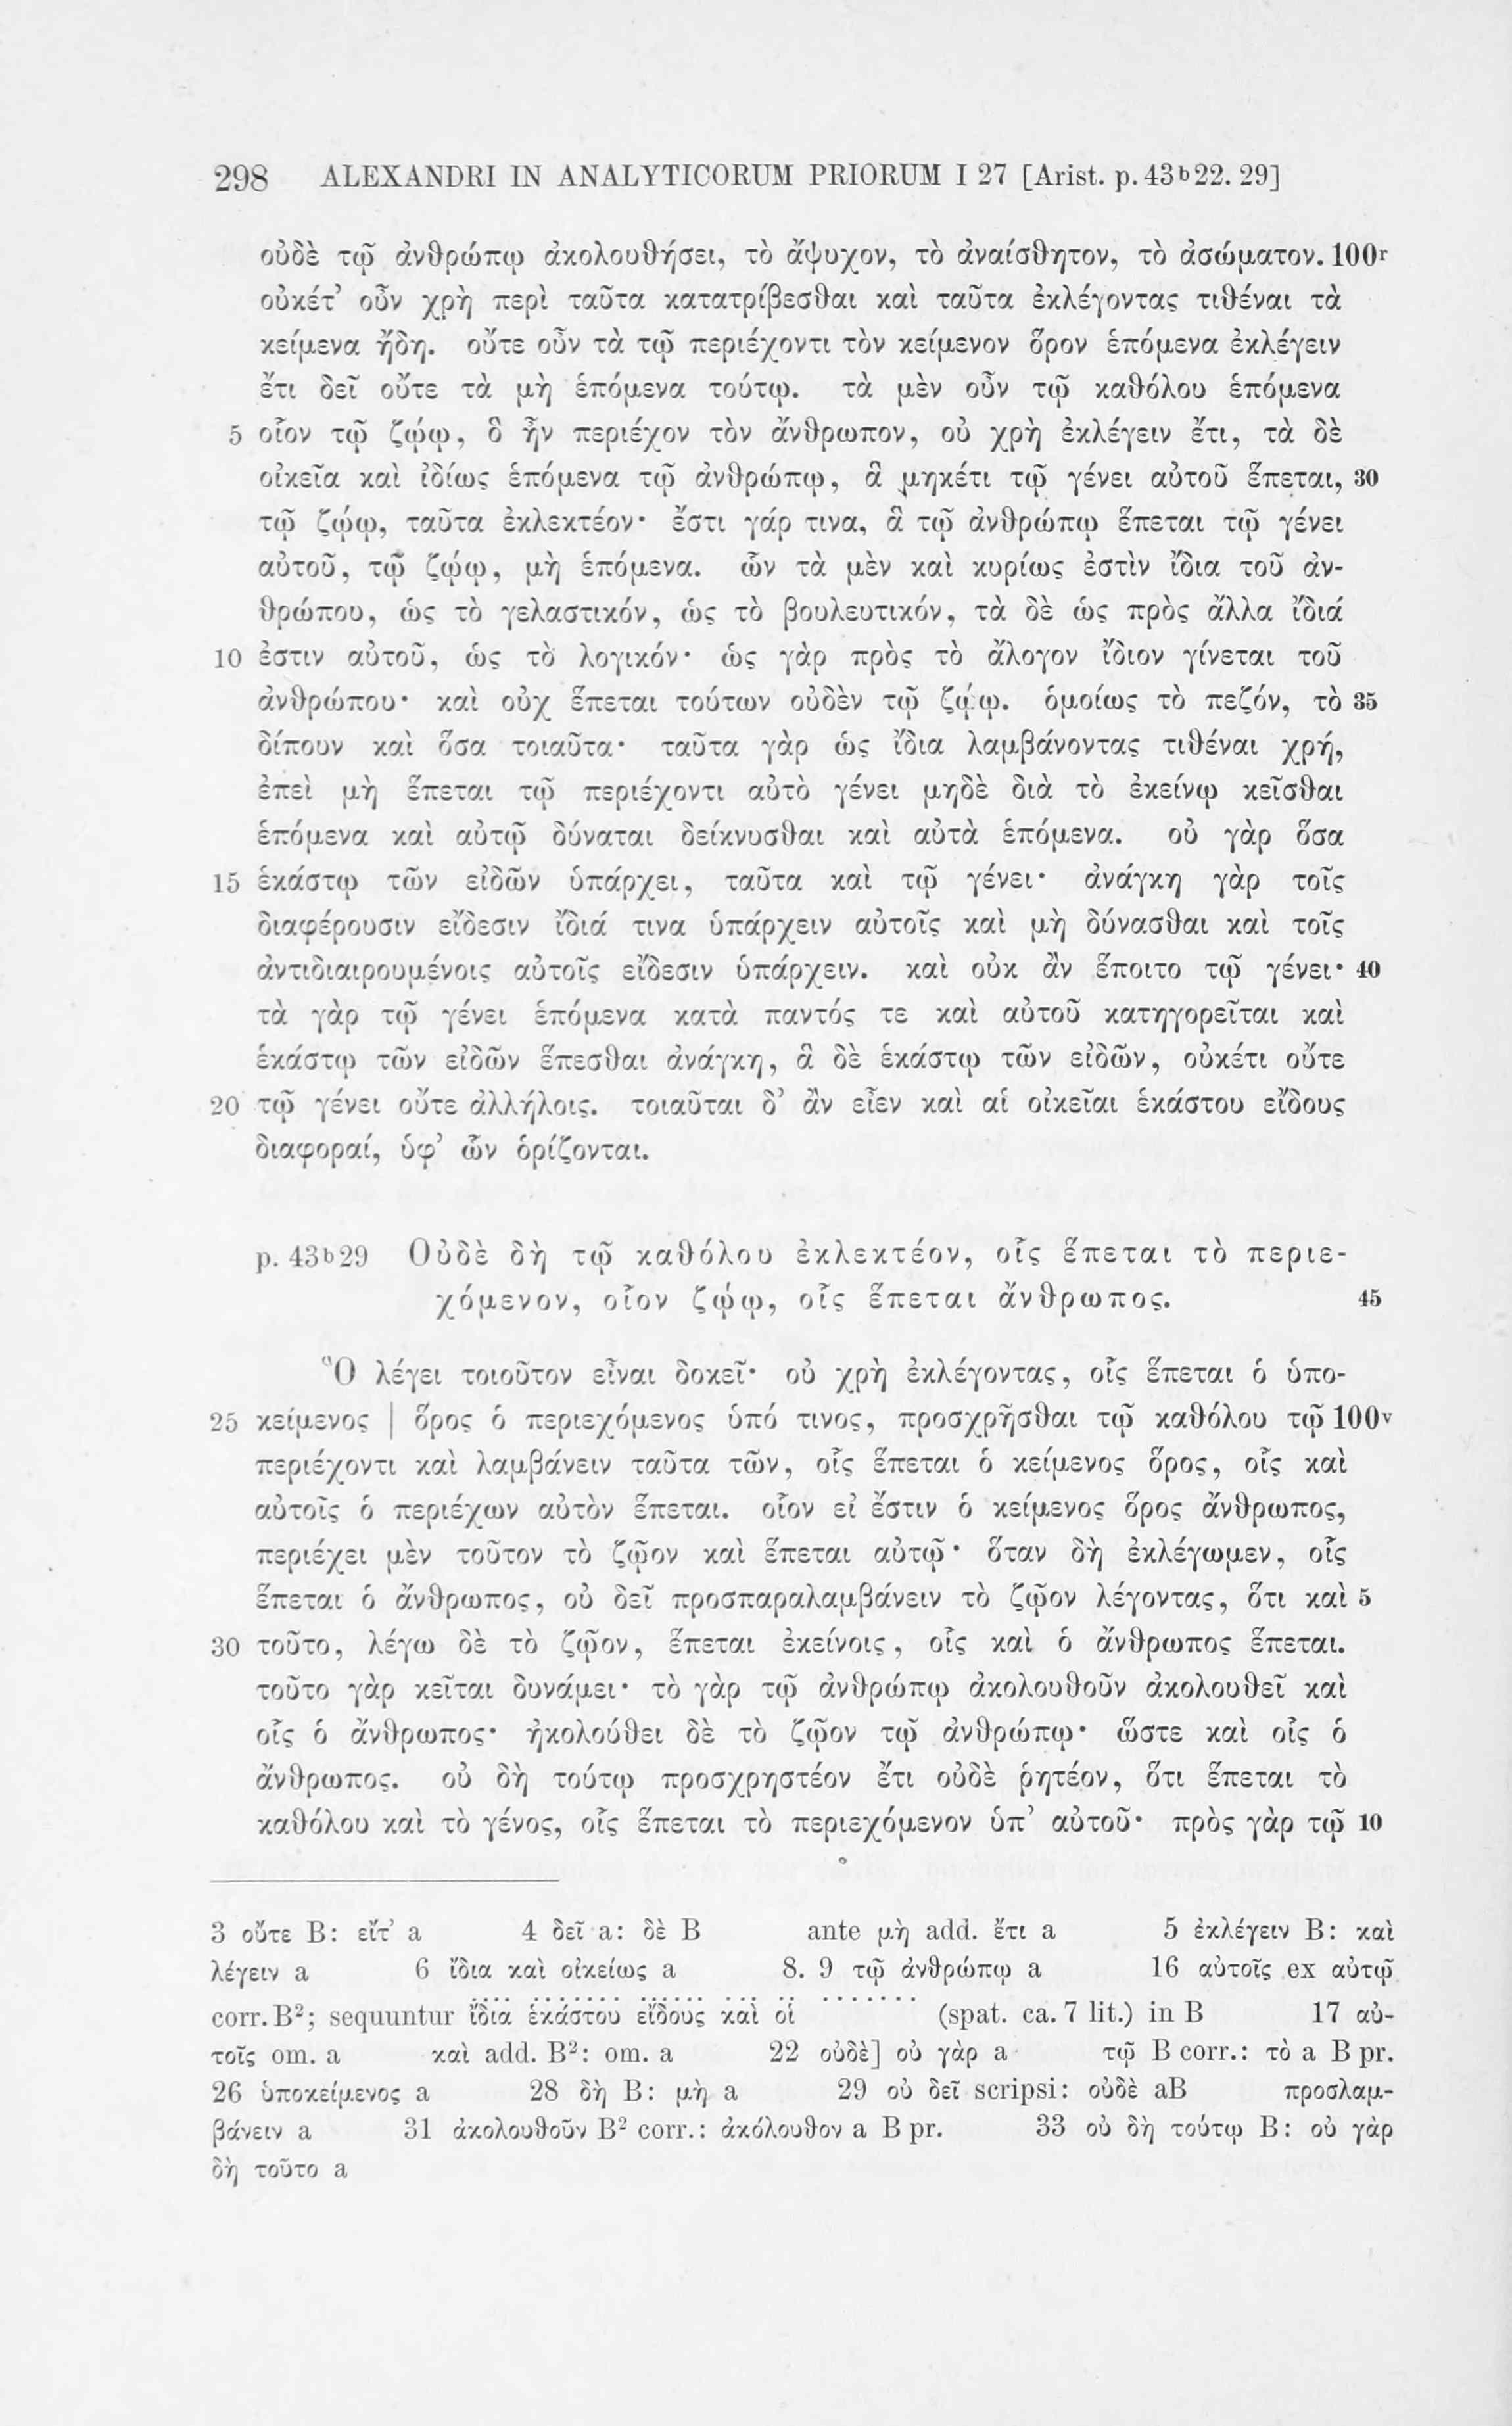 298 ALEXANDRI IN ANALYTICORUM PRIORUM I 27 [Arist. p. 43b22. 29]
οὐδὲ τῷ ἀνθρώπῳ ἀκολουθήσει, τὸ ἄψυχον, τὸ ἀναίσθητον, τὸ ἀσώματον. 100r
οὐκέτ’ οὖν χρὴ περὶ ταῦτα κατατρίβεσθαι καὶ ταῦτα ἐκλέγοντας τιθέναι τὰ
κείμενα ἤδη. οὔτε οὖν τὰ τῷ περιέχοντι τὸν κείμενον ὅρον ἑπόμενα ἐκλέγειν
ἔτι δεῖ οὔτε τὰ μὴ ἑπόμενα τούτῳ. τὰ μὲν οὖν τῷ καθόλου ἑπόμενα
5 οἷον τῷ ζῴῳ, ὃ ἦν περιέχον τὸν ἄνθρωπον, οὐ χρὴ ἐκλέγειν ἔτι, τὰ δὲ
οἰκεῖα καὶ ἰδίως ἑπόμενα τῷ ἀνθρώπῳ, ἃ μηκέτι τῷ γένει αὐτοῦ ἕπεται, 30
τῷ ζῴῳ, ταῦτα ἐκλεκτέον· ἔστι γάρ τινα, ἃ τῷ ἀνθρώπῳ ἕπεται τῷ γένει
αὐτοῦ, τῷ ζῴῳ, μὴ ἑπόμενα. ὧν τὰ μὲν καὶ κυρίως ἐστὶν ἴδια τοῦ ἀν-
θρώπου, ὡς τὸ γελαστικόν, ὡς τὸ βουλευτικόν, τὰ δὲ ὡς πρὸς ἄλλα ἴδιά
10 ἐστιν αὐτοῦ, ὡς τὸ λογικόν· ὡς γὰρ πρὸς τὸ ἄλογον ἴδιον γίνεται τοῦ
ἀνθρώπου· καὶ οὐχ ἕπεται τούτων οὐδὲν τῷ ζῴῳ. ὁμοίως τὸ πεζόν, τὸ 35
δίπουν καὶ ὅσα τοιαῦτα· ταῦτα γὰρ ὡς ἴδια λαμβάνοντας τιθέναι χρή,
ἐπεὶ μὴ ἕπεται τῷ περιέχοντι αὐτὸ γένει μηδὲ διὰ τὸ ἐκείνῳ κεῖσθαι
ἑπόμενα καὶ αὐτῷ δύναται δείκνυσθαι καὶ αὐτὰ ἑπόμενα. οὐ γὰρ ὅσα
15 ἑκάστῳ τῶν εἰδῶν ὑπάρχει, ταῦτα καὶ τῷ γένει· ἀνάγκη γὰρ τοῖς
διαφέρουσιν εἴδεσιν ἴδιά τινα ὑπάρχειν αὐτοῖς καὶ μὴ δύνασθαι καὶ τοῖς
ἀντιδιαιρουμένοις αὐτοῖς εἴδεσιν ὑπάρχειν. καὶ οὐκ ἂν ἕποιτο τῷ γένει· 40
τὰ γὰρ τῷ γένει ἑπόμενα κατὰ παντός τε καὶ αὐτοῦ κατηγορεῖται καὶ
ἑκάστῳ τῶν εἰδῶν ἕπεσθαι ἀνάγκη, ἃ δὲ ἑκάστῳ τῶν εἰδῶν, οὐκέτι οὔτε
20 τῷ γένει οὔτε ἀλλήλοις. τοιαῦται δ’ ἂν εἶεν καὶ αἱ οἰκεῖαι ἑκάστου εἴδους
διαφοραί, ὑφ’ ὧν ὁρίζονται.
p. 43b29 Οὐδὲ δὴ τῷ καθόλου ἐκλεκτέον, οἷς ἕπεται τὸ περιε-
χόμενον, οἷον ζῴῳ, οἷς ἕπεται ἄνθρωπος. 45
Ὃ λέγει τοιοῦτον εἶναι δοκεῖ· οὐ χρὴ ἐκλέγοντας, οἷς ἕπεται ὁ ὑπο-
25 κείμενος | ὅρος ὁ περιεχόμενος ὑπό τινος, προσχρῆσθαι τῷ καθόλου τῷ 100v
περιέχοντι καὶ λαμβάνειν ταῦτα τῶν, οἷς ἕπεται ὁ κείμενος ὅρος, οἷς καὶ
αὐτοῖς ὁ περιέχων αὐτὸν ἕπεται. οἷον εἰ ἔστιν ὁ κείμενος ὅρος ἄνθρωπος,
περιέχει μὲν τοῦτον τὸ ζῷον καὶ ἕπεται αὐτῷ· ὅταν δὴ ἐκλέγωμεν, οἷς
ἕπεται ὁ ἄνθρωπος, οὐ δεῖ προσπαραλαμβάνειν τὸ ζῷον λέγοντας, ὅτι καὶ 5
30 τοῦτο, λέγω δὲ τὸ ζῷον, ἕπεται ἐκείνοις, οἷς καὶ ὁ ἄνθρωπος ἕπεται.
τοῦτο γὰρ κεῖται δυνάμει· τὸ γὰρ τῷ ἀνθρώπῳ ἀκολουθοῦν ἀκολουθεῖ καὶ
οἷς ὁ ἄνθρωπος· ἠκολούθει δὲ τὸ ζῷον τῷ ἀνθρώπῳ· ὥστε καὶ οἷς ὁ
ἄνθρωπος. οὐ δὴ τούτῳ προσχρηστέον ἔτι οὐδὲ ῥητέον, ὅτι ἕπεται τὸ
καθόλου καὶ τὸ γένος, οἷς ἕπεται τὸ περιεχόμενον ὑπ’ αὐτοῦ· πρὸς γὰρ τῷ 10
3 οὔτε B: εἴτ’ a 4 δεῖ a: δὲ B ante μὴ add. ἔτι a 5 ἐκλέγειν B: καὶ
λέγειν a 6 ἴδια καὶ οἰκείως a 8. 9 τῷ ἀνθρώπῳ a 16 αὐτοῖς ex αὐτῷ
corr. B²; sequuntur ἴδια ἑκάστου εἴδους καὶ οἱ ....... (spat. ca. 7 lit.) in B 17 αὐ-
τοῖς om. a καὶ add. B²: om. a 22 οὐδὲ] οὐ γὰρ a τῷ B corr.: τὸ a B pr.
26 ὑποκείμενος a 28 δὴ B: μὴ a 29 οὐ δεῖ scripsi: οὐδὲ aB προσλαμ-
βάνειν a 31 ἀκολουθοῦν B² corr.: ἀκόλουθον a B pr. 33 οὐ δὴ τούτῳ B: οὐ γὰρ
δὴ τοῦτο a